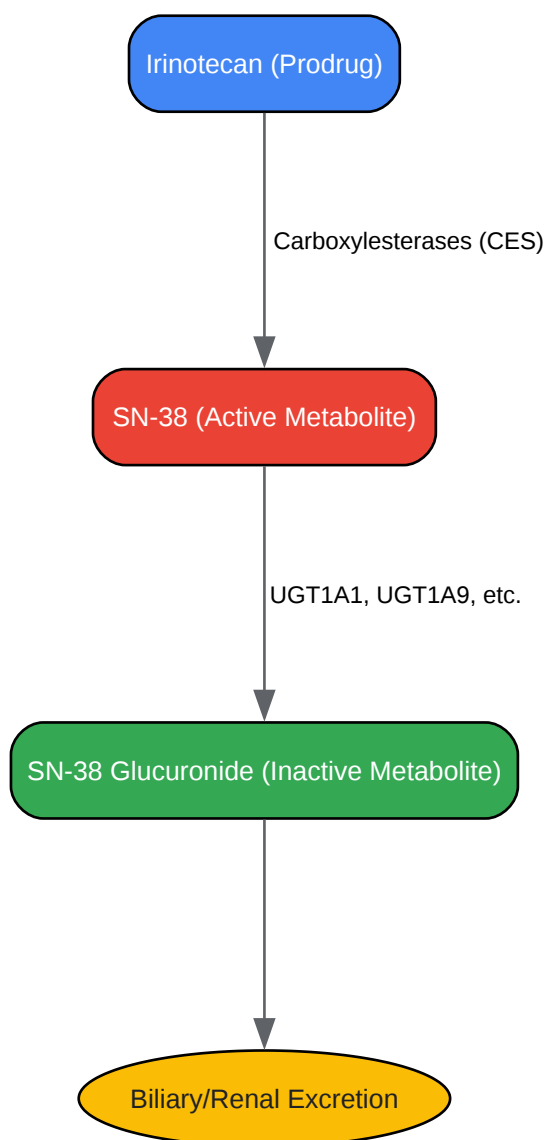 Irinotecan (Prodrug)
Carboxylesterases (CES)
SN-38 (Active Metabolite)
UGT1A1, UGT1A9, etc.
SN-38 Glucuronide (Inactive Metabolite)
Biliary/Renal Excretion